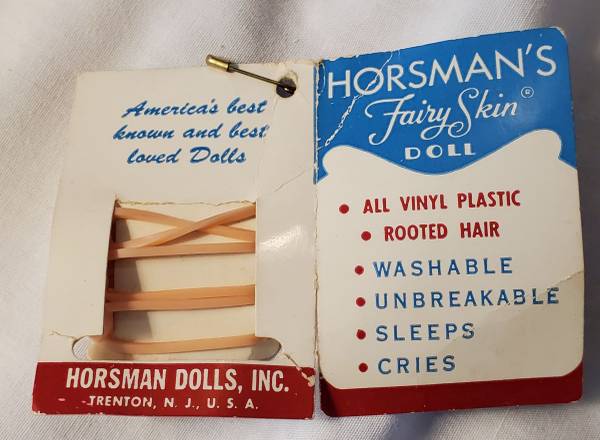 America's best
known and best
loved Dolls
HORSMAN DOLLS, INC.
TRENTON, N. J., U. S. A.
HORSMAN'S
Fairy Skin®
DOLL
• ALL VINYL PLASTIC
• ROOTED HAIR
• WASHABLE
• UNBREAKABLE
• SLEEPS
• CRIES